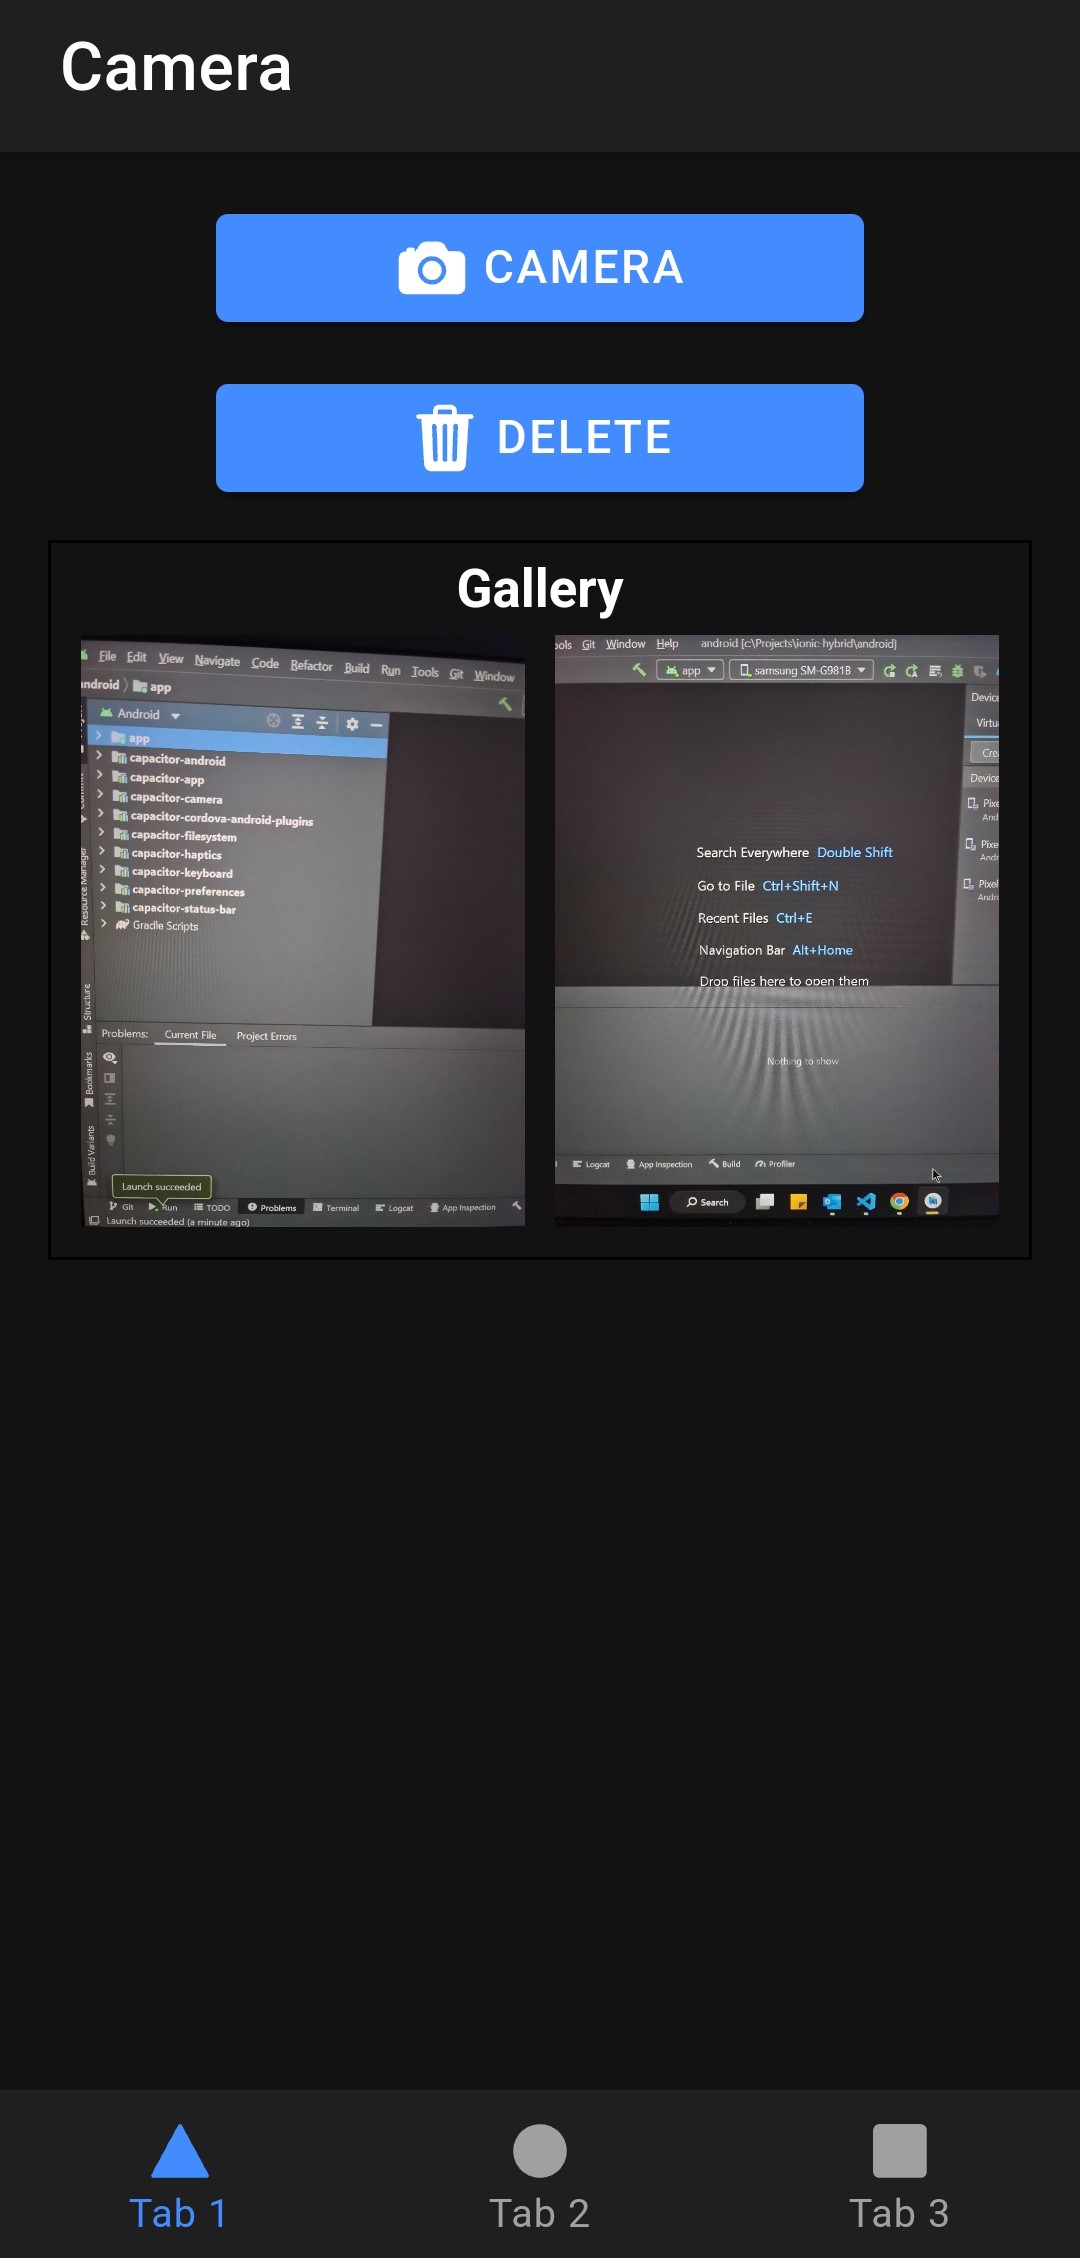 Camera
CAMERA
DELETE
Gallery
File Edit View Navigate Code Refactor Build Run Tools Git Window
android app
Android
app
capacitor-android
capacitor-app
capacitor-camera
capacitor-cordova-android-plugins
capacitor-filesystem
capacitor-haptics
capacitor-keyboard
capacitor-preferences
capacitor-status-bar
Gradle Scripts
Resource Manager
Structure
Bookmarks
Build Variants
Problems: Current File Project Errors
Launch succeeded
Git Run TODO Problems Terminal Logcat App Inspection
Launch succeeded (a minute ago)
ools Git Window Help android [c:\Projects\ionic-hybrid\android]
app samsung SM-G981B
Device
Virtu
Cre
Device
Pixe
And
Pixe
Andr
Pixel
Andro
Search Everywhere Double Shift
Go to File Ctrl+Shift+N
Recent Files Ctrl+E
Navigation Bar Alt+Home
Drop files here to open them
Nothing to show
Logcat App Inspection Build Profiler
Search
Tab 1 Tab 2 Tab 3